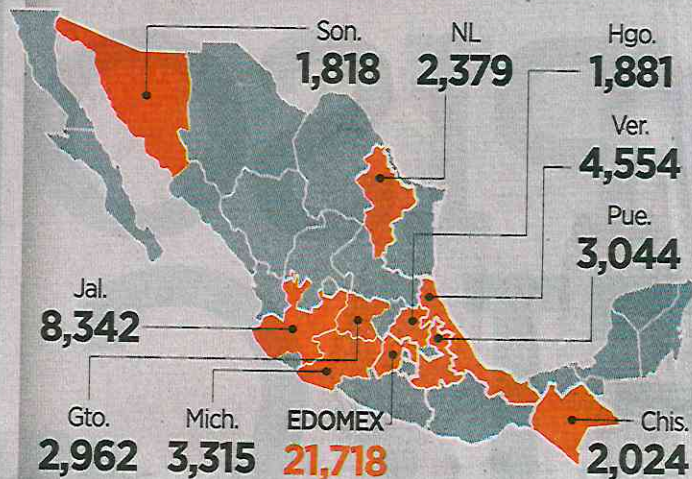 Son.
1,818
NL
2,379
Hgo.
1,881
Ver.
4,554
Pue.
3,044
Jal.
8,342
Gto.
2,962
Mich.
3,315
EDOMEX
21,718
Chis.
2,024